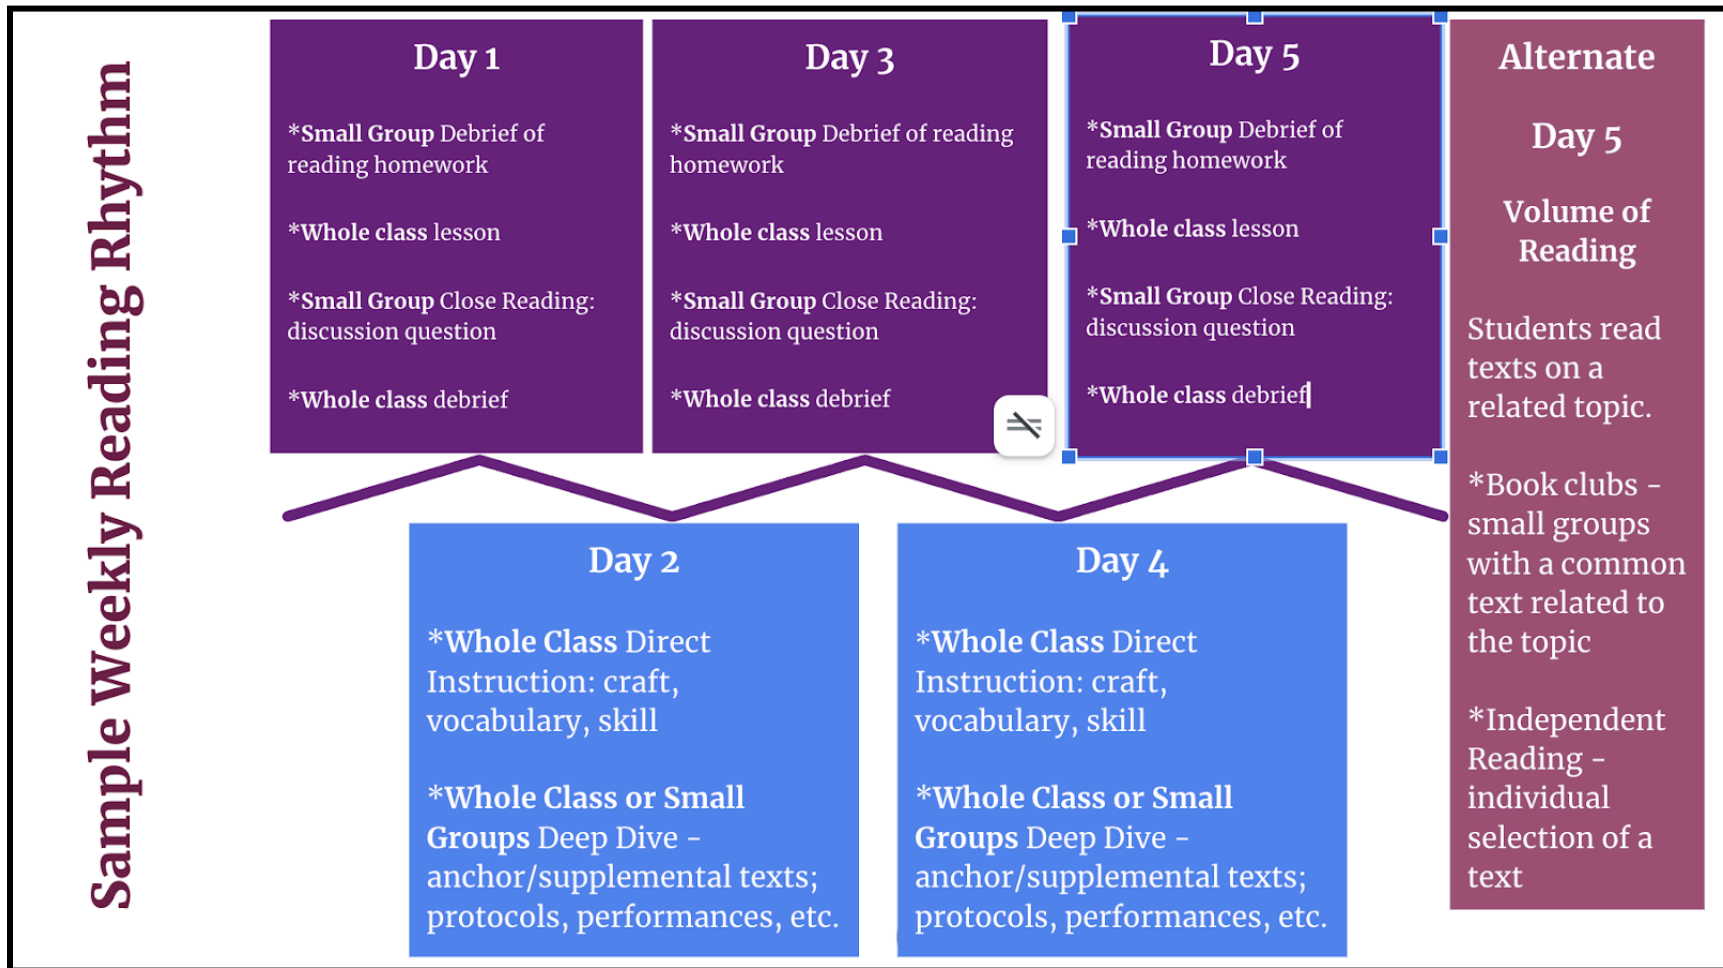 Sample Weekly Reading Rhythm
Day 1
*Small Group Debrief of
reading homework
*Whole class lesson
*Small Group Close Reading:
discussion question
*Whole class debrief
Day 3
*Small Group Debrief of reading
homework
*Whole class lesson
*Small Group Close Reading:
discussion question
*Whole class debrief
Day 5
*Small Group Debrief of
reading homework
*Whole class lesson
*Small Group Close Reading:
discussion question
*Whole class debrief
Alternate
Day 5
Volume of
Reading
Students read
texts on a
related topic.
*Book clubs -
small groups
with a common
text related to
the topic
*Independent
Reading -
individual
selection of a
text
Day 2
*Whole Class Direct
Instruction: craft,
vocabulary, skill
*Whole Class or Small
Groups Deep Dive -
anchor/supplemental texts;
protocols, performances, etc.
Day 4
*Whole Class Direct
Instruction: craft,
vocabulary, skill
*Whole Class or Small
Groups Deep Dive -
anchor/supplemental texts;
protocols, performances, etc.